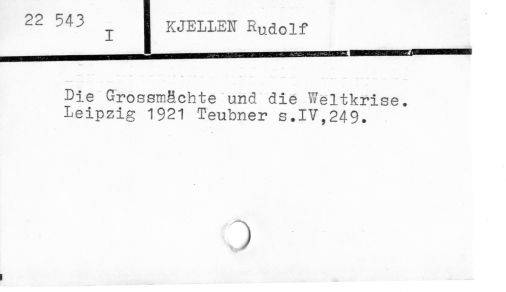 22 543
I
KJELLEN Rudolf
Die Grossmächte und die Weltkrise.
Leipzig 1921 Teubner s.IV,249.